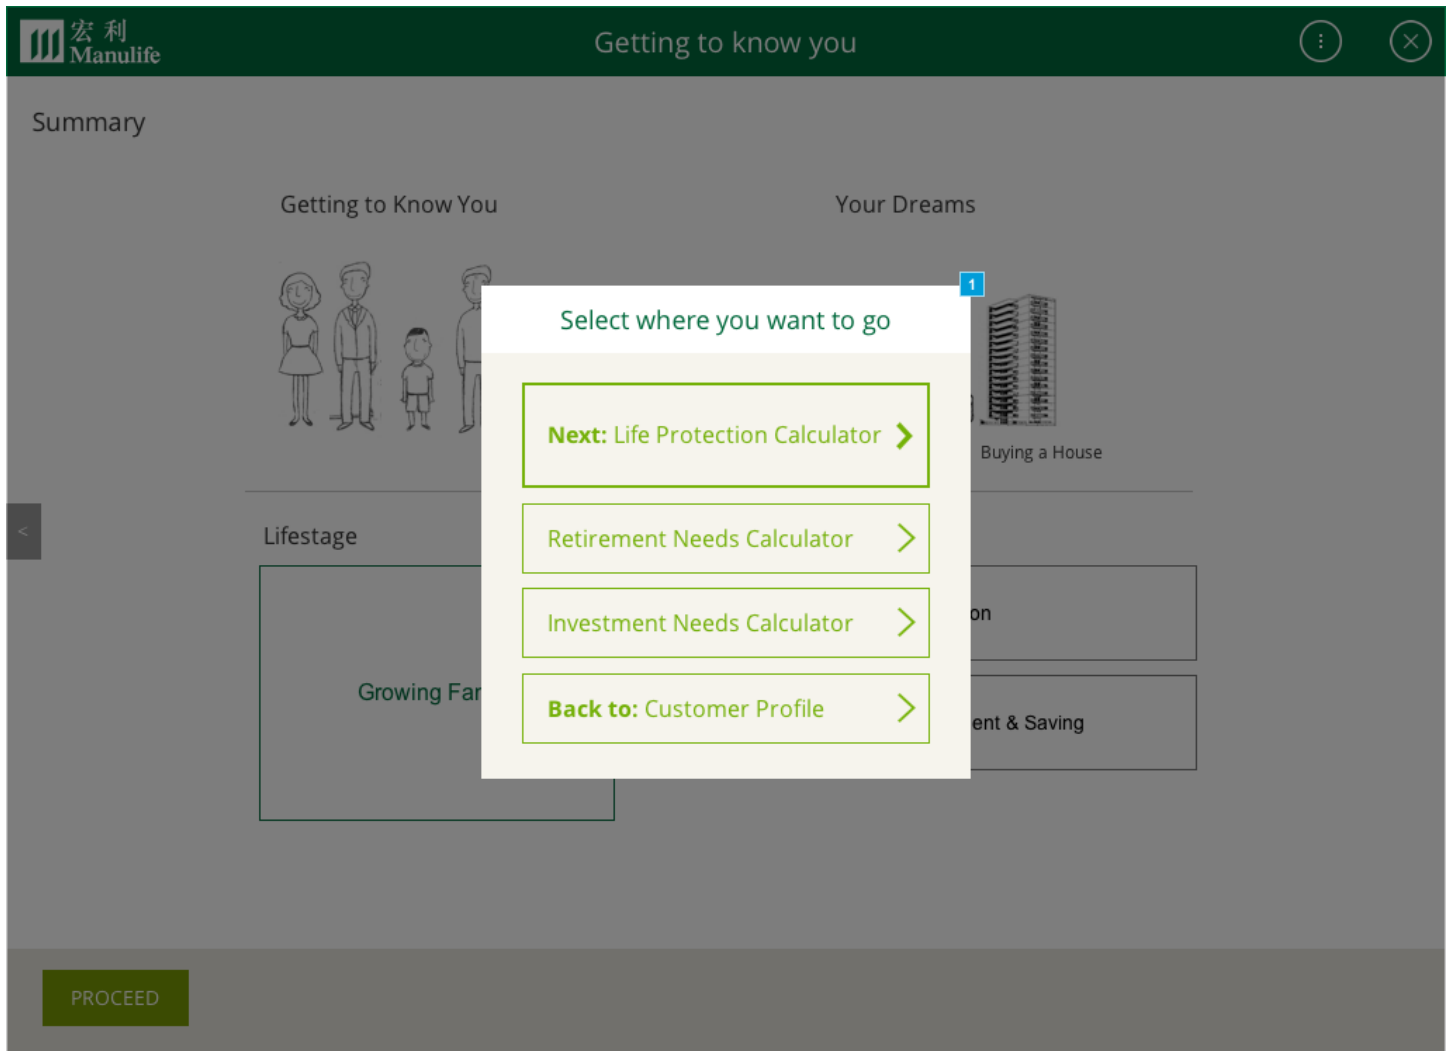 宏利
Manulife
Getting to know you
Summary
Getting to Know You
Your Dreams
1
Select where you want to go
Next: Life Protection Calculator
Buying a House
<
Lifestage
Retirement Needs Calculator
Investment Needs Calculator
on
Growing Far
Back to: Customer Profile
ent & Saving
PROCEED